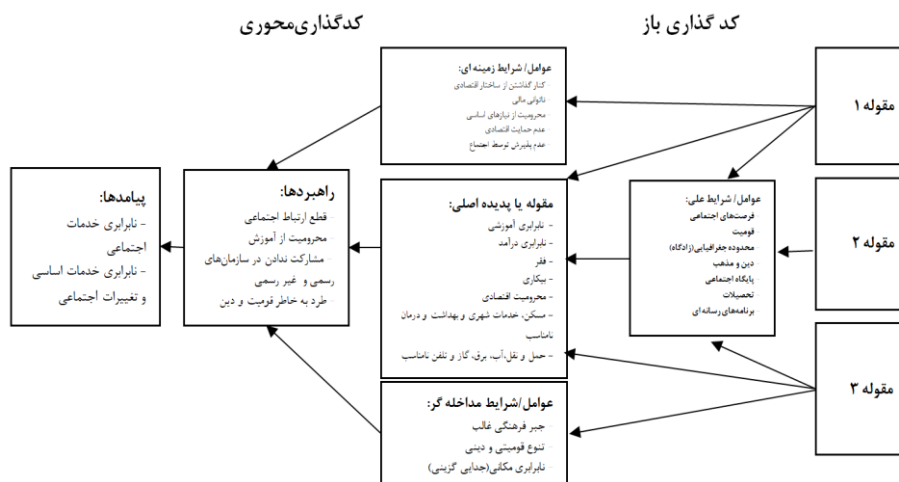 کد گذاری باز
کدگذاری‌محوری
مقوله ۱
مقوله ۲
مقوله ۳
عوامل/ شرایط علی:
- فرصت‌های اجتماعی
قومیت
محدوده جغرافیایی(زادگاه)
دین و مذهب
پایگاه اجتماعی
تحصیلات
برنامه‌های رسانه ای
عوامل/ شرایط زمینه ای:
کنار گذاشتن از ساختار اقتصادی
ناتوانی مالی
محرومیت از نیازهای اساسی
عدم حمایت اقتصادی
عدم پذیرش توسط اجتماع
مقوله یا پدیده اصلی:
- نابرابری آموزشی
- نابرابری درآمد
- فقر
- بیکاری
- محرومیت اقتصادی
- مسکن، خدمات شهری و بهداشت و درمان
نامناسب
- حمل و نقل،آب، برق، گاز و تلفن نامناسب
عوامل/شرایط مداخله گر:
جبر فرهنگی غالب
تنوع قومیتی و دینی
نابرابری مکانی(جدایی گزینی)
راهبردها:
- قطع ارتباط اجتماعی
محرومیت از آموزش
- مشارکت ندادن در سازمان‌های
رسمی و غیر رسمی
- طرد به خاطر قومیت و دین
پیامدها:
- نابرابری خدمات
اجتماعی
- نابرابری خدمات اساسی
و تغییرات اجتماعی